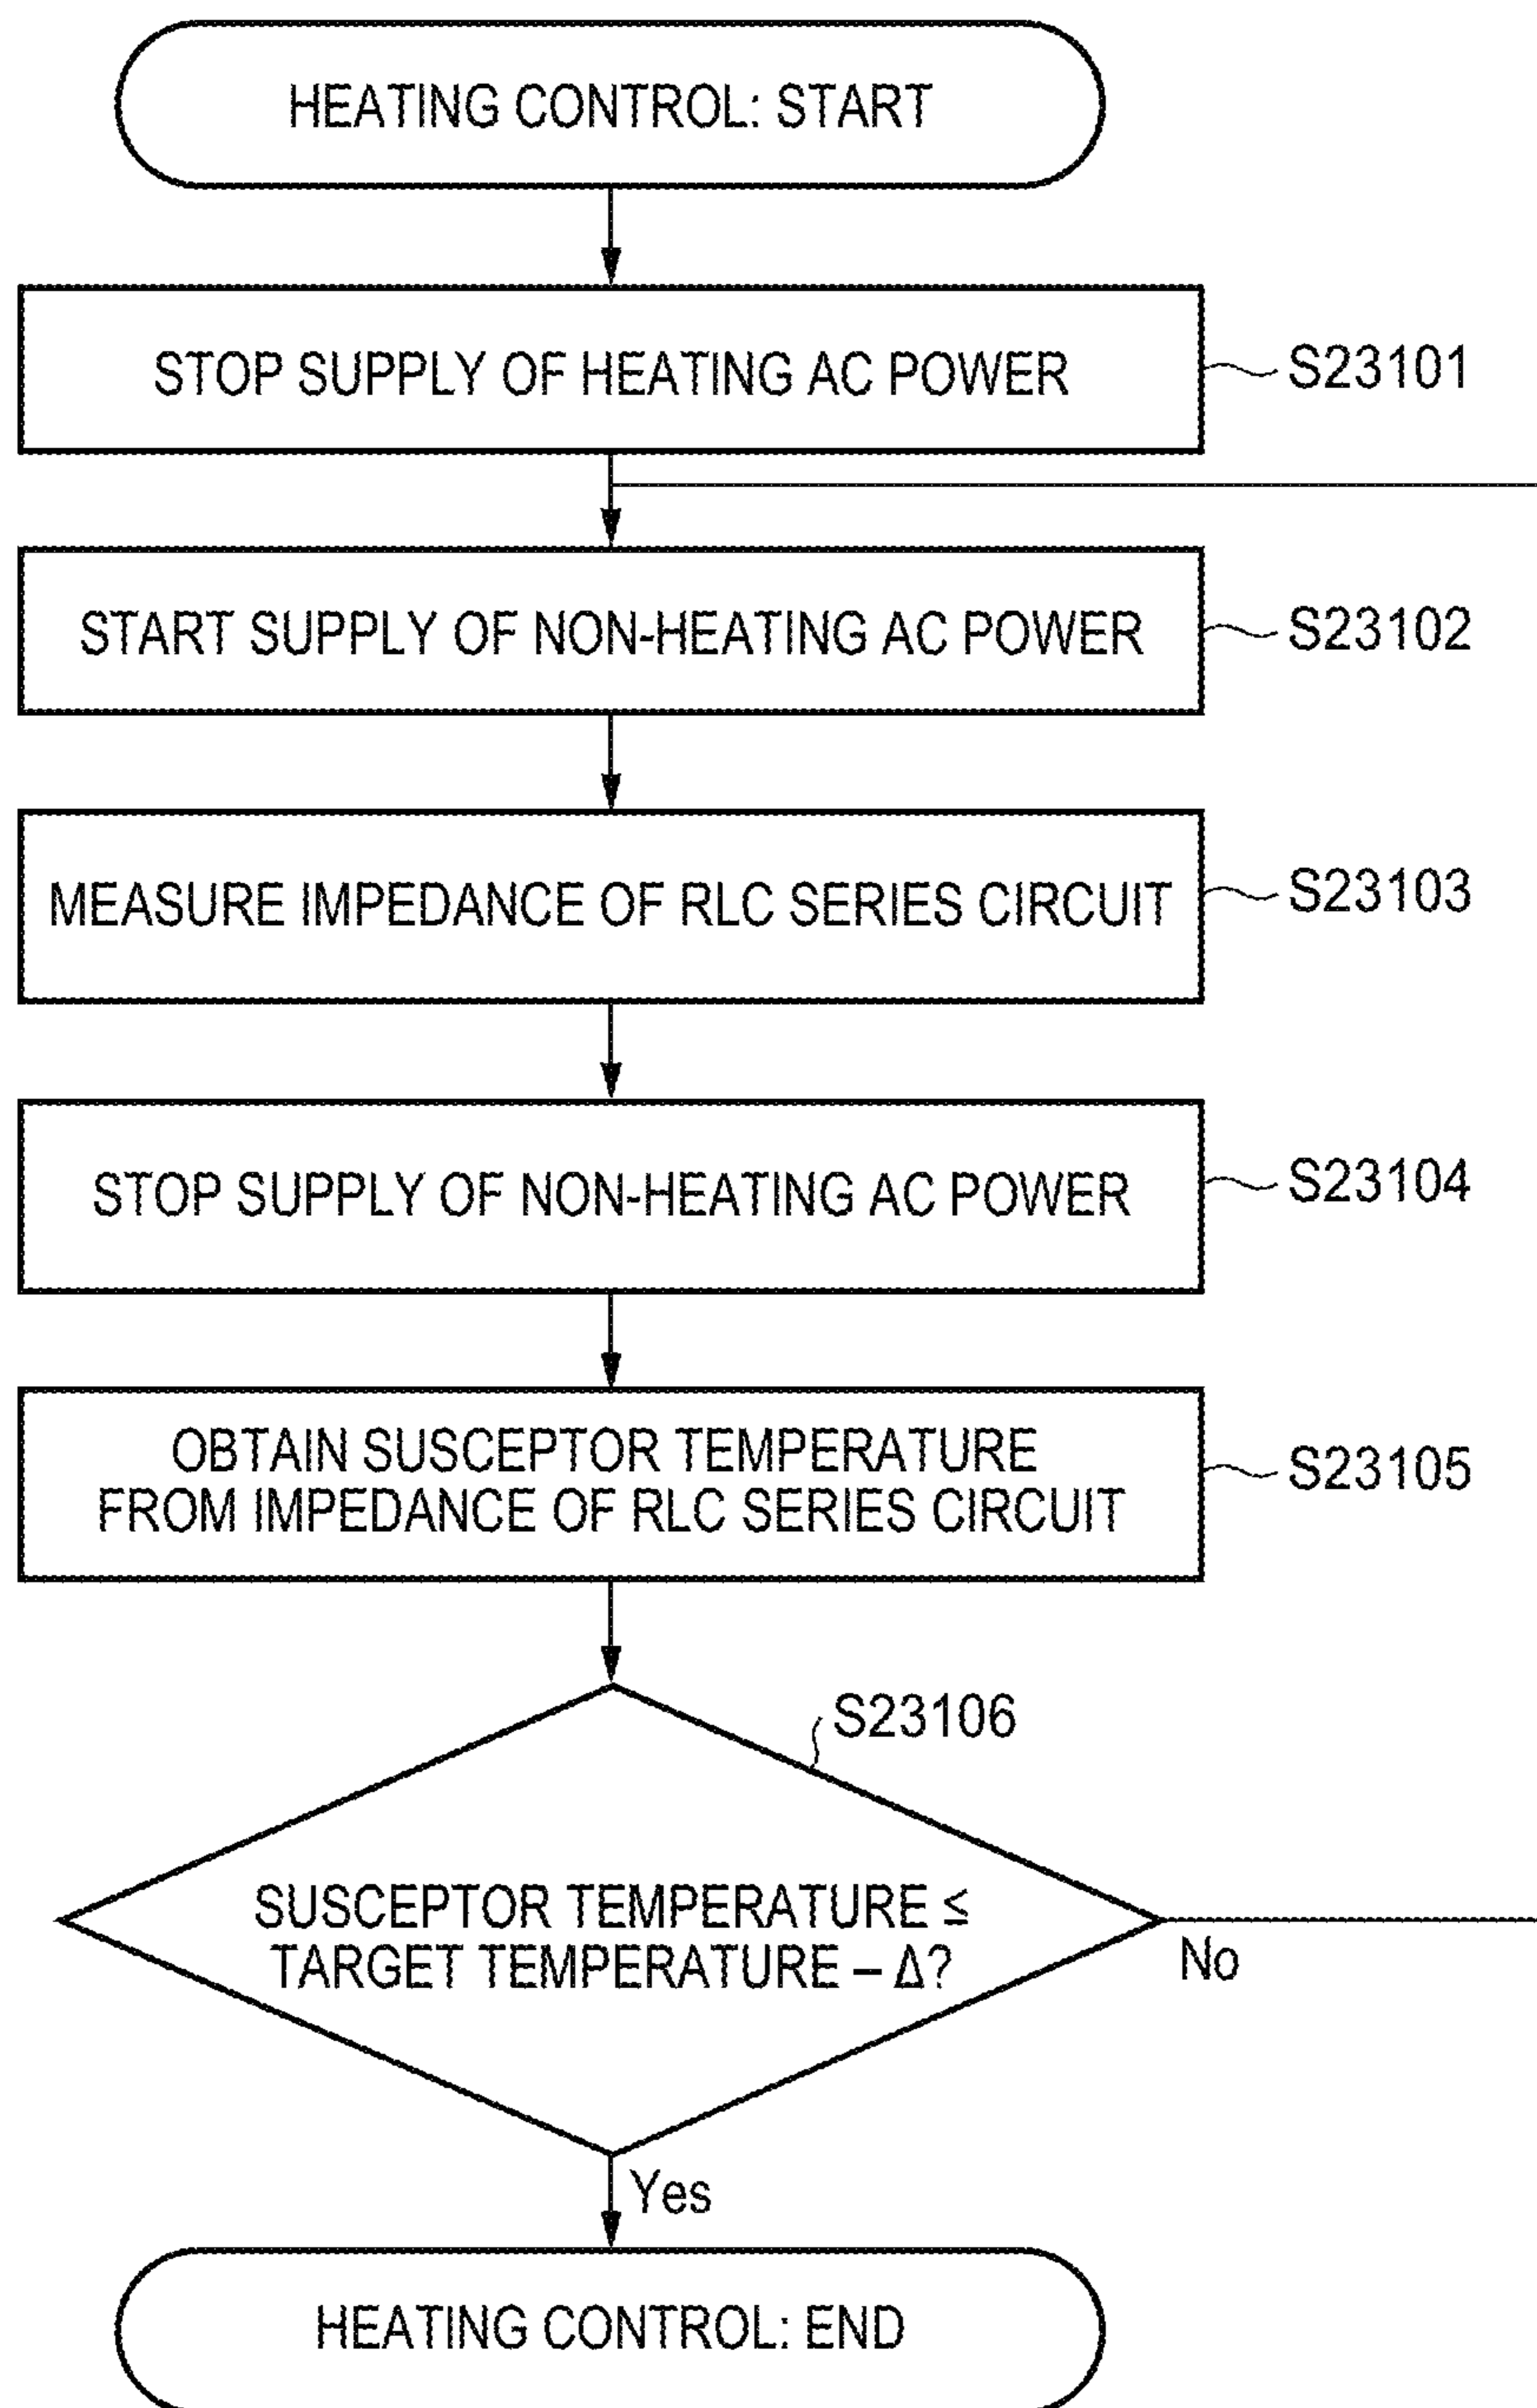 HEATING CONTROL: START
STOP SUPPLY OF HEATING AC POWER
S23101
START SUPPLY OF NON-HEATING AC POWER
S23102
MEASURE IMPEDANCE OF RLC SERIES CIRCUIT
S23103
STOP SUPPLY OF NON-HEATING AC POWER
S23104
OBTAIN SUSCEPTOR TEMPERATURE
FROM IMPEDANCE OF RLC SERIES CIRCUIT
S23105
S23106
SUSCEPTOR TEMPERATURE ≤
TARGET TEMPERATURE – Δ?
No
Yes
HEATING CONTROL: END